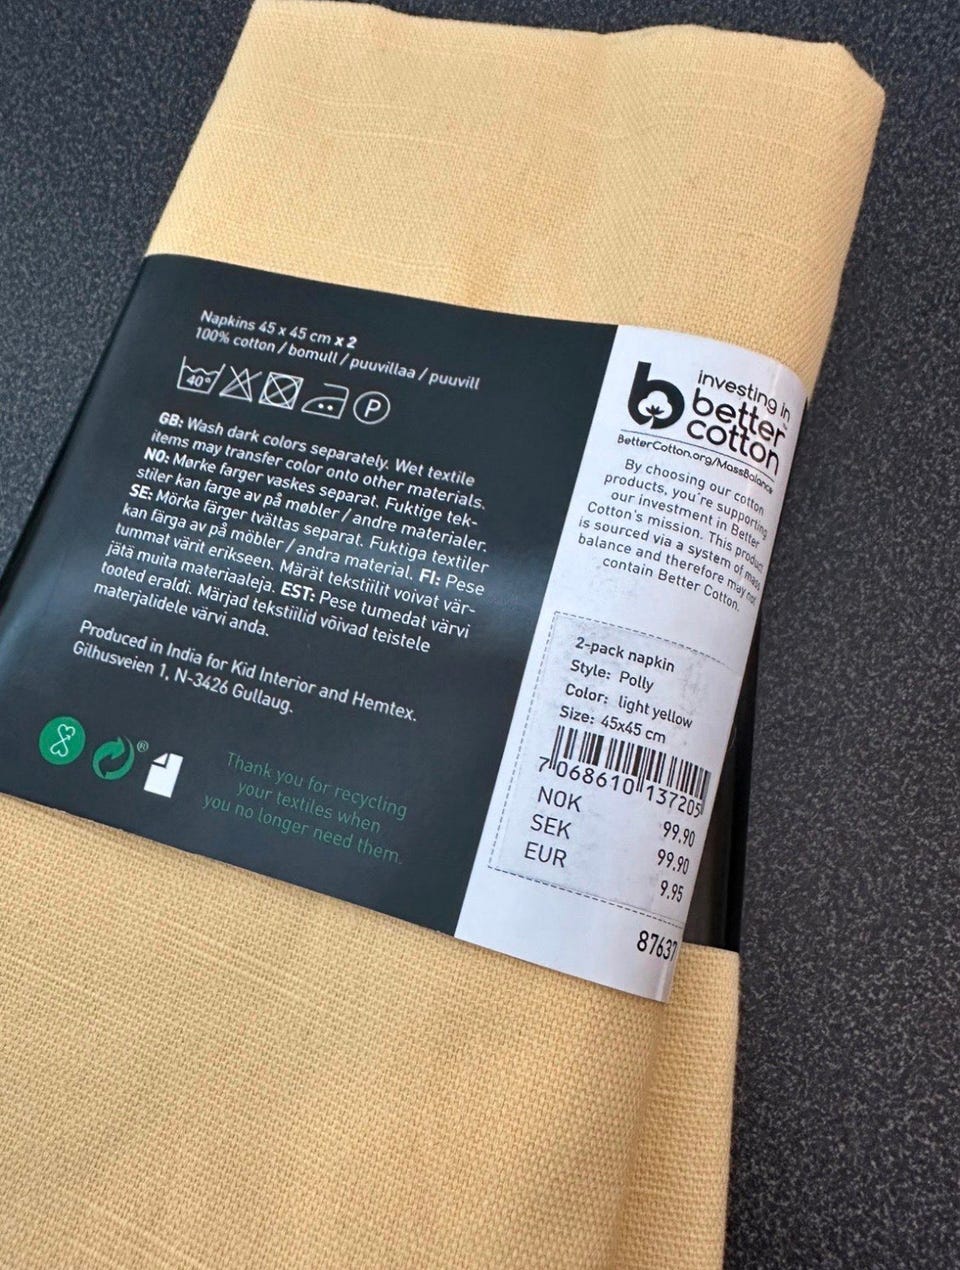 Napkins 45 x 45 cm x 2
100% cotton / bomull / puuvillaa / puuvill
40°
P
GB: Wash dark colors separately. Wet textile
items may transfer color onto other materials.
NO: Mørke farger vaskes separat. Fuktige tek-
stiler kan farge av på møbler / andre materialer.
SE: Mörka färger tvättas separat. Fuktiga textiler
kan färga av på möbler / andra material. FI: Pese
tummat värit erikseen. Märät tekstiilit voivat vär-
jätä muita materiaaleja. EST: Pese tumedat värvi
tooted eraldi. Märjad tekstiilid võivad teistele
materjalidele värvi anda.
Produced in India for Kid Interior and Hemtex.
Gilhusveien 1, N-3426 Gullaug.
®
Thank you for recycling
your textiles when
you no longer need them.
investing in
better
cotton
BetterCotton.org/MassBalance
By choosing our cotton
products, you're supporting
our investment in Better
Cotton's mission. This product
is sourced via a system of mass
balance and therefore may not
contain Better Cotton.
2-pack napkin
Style: Polly
Color: light yellow
Size: 45x45 cm
7068610137205
NOK 99.90
SEK 99.90
EUR 9.95
87637